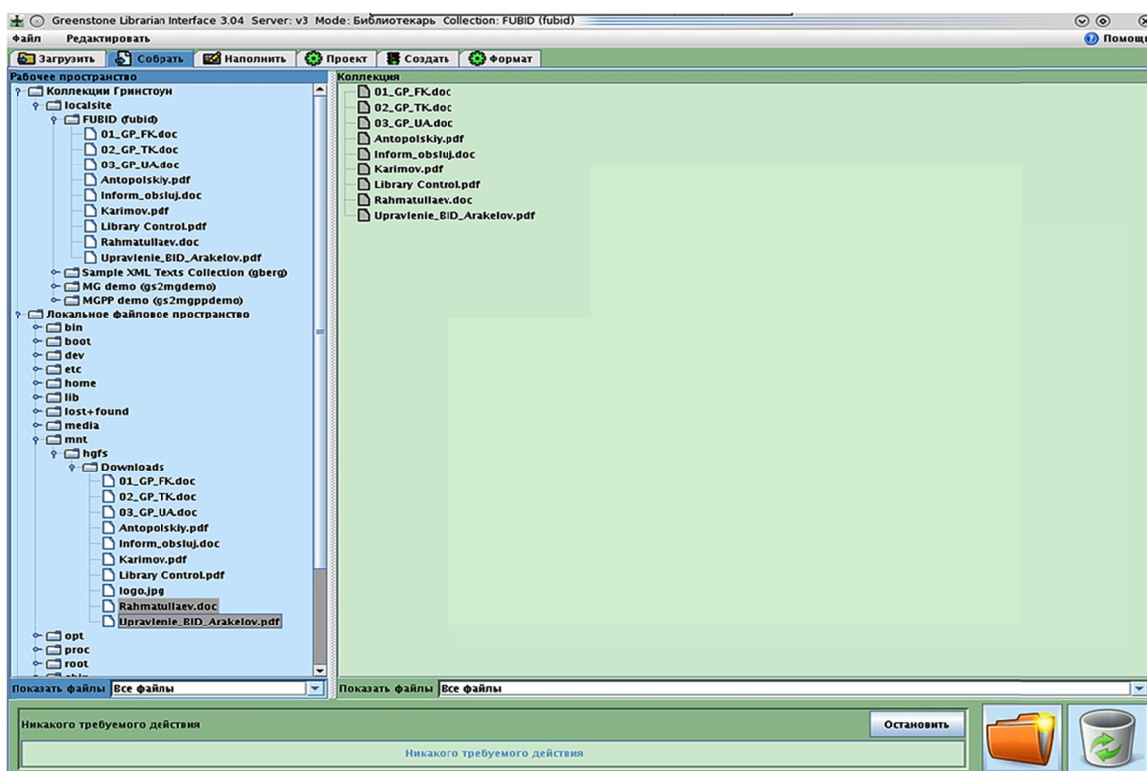 Greenstone Librarian Interface 3.04 Server: v3 Mode: Библиотекарь Collection: FUBID (fubid)
Файл Редактировать Помощь
Загрузить Собрать Наполнить Проект Создать Формат
Рабочее пространство
Коллекции Гринстоун
localsite
FUBID (fubid)
01_GP_FK.doc
02_GP_TK.doc
03_GP_UA.doc
Antopolskiy.pdf
Inform_obsluj.doc
Karimov.pdf
Library Control.pdf
Rahmatullaev.doc
Upravlenie_BID_Arakelov.pdf
Sample XML Texts Collection (gberg)
MG demo (gs2mgdemo)
MGPP demo (gs2mgppdemo)
Локальное файловое пространство
bin
boot
dev
etc
home
lib
lost+found
media
mnt
hgfs
Downloads
01_GP_FK.doc
02_GP_TK.doc
03_GP_UA.doc
Antopolskiy.pdf
Inform_obsluj.doc
Karimov.pdf
Library Control.pdf
logo.jpg
Rahmatullaev.doc
Upravlenie_BID_Arakelov.pdf
opt
proc
root
Показать файлы Все файлы
Коллекция
01_GP_FK.doc
02_GP_TK.doc
03_GP_UA.doc
Antopolskiy.pdf
Inform_obsluj.doc
Karimov.pdf
Library Control.pdf
Rahmatullaev.doc
Upravlenie_BID_Arakelov.pdf
Показать файлы Все файлы
Никакого требуемого действия Остановить
Никакого требуемого действия